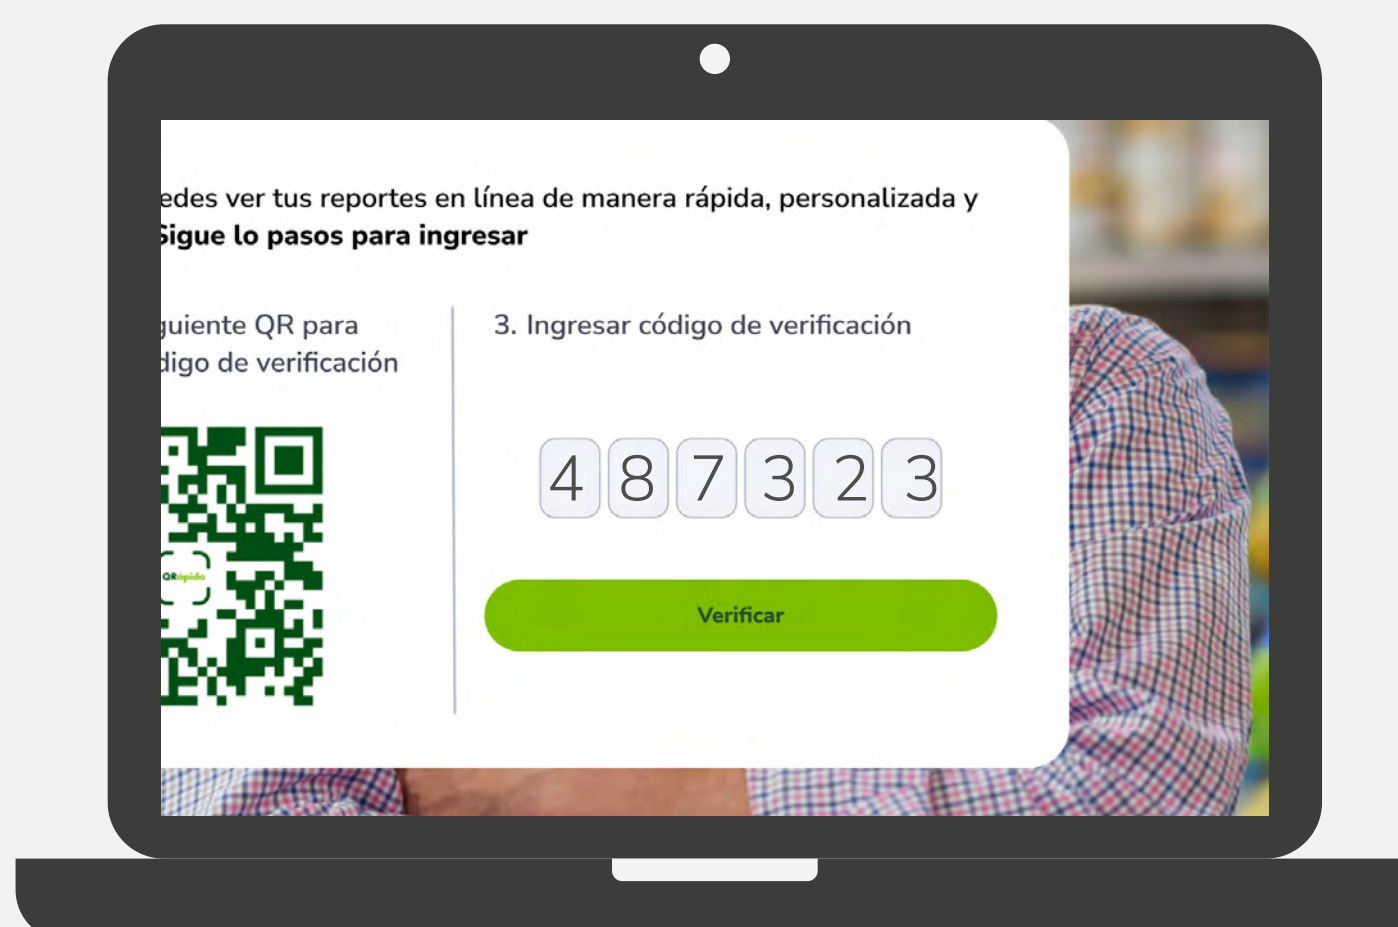 edes ver tus reportes en línea de manera rápida, personalizada y
Sigue lo pasos para ingresar
guiente QR para
digo de verificación
QRápido
3. Ingresar código de verificación
4 8 7 3 2 3
Verificar